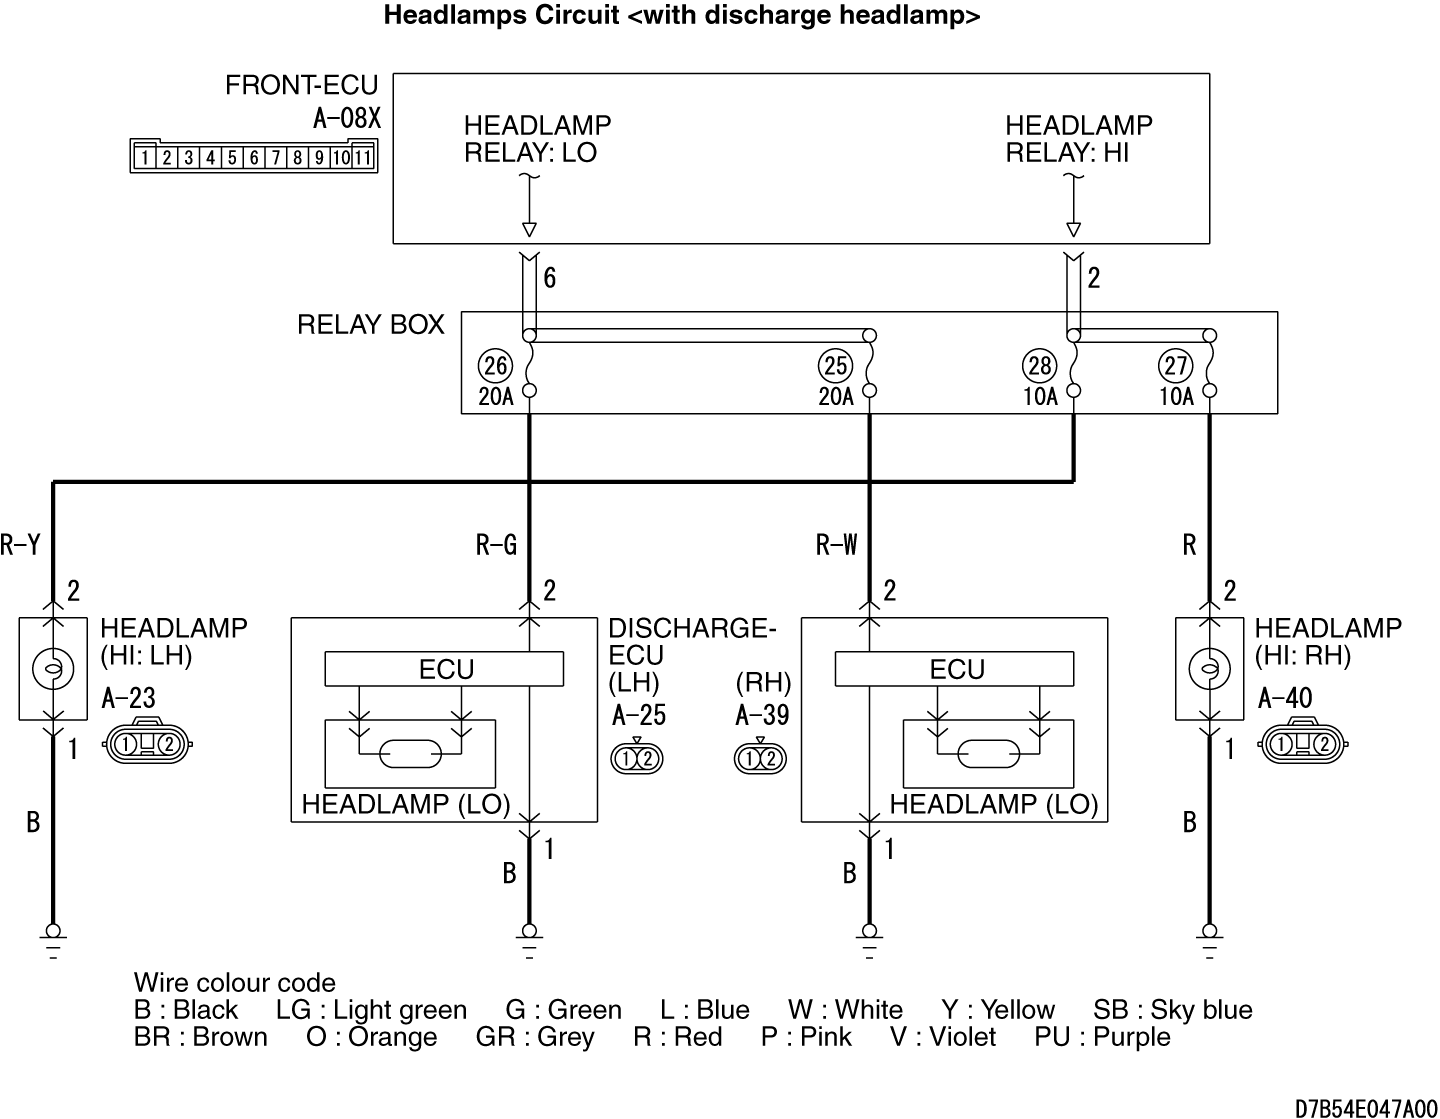 Headlamps Circuit <with discharge headlamp>
FRONT-ECU
A-08X
1 2 3 4 5 6 7 8 9 10 11
HEADLAMP
RELAY: LO
HEADLAMP
RELAY: HI
6
2
RELAY BOX
26
20A
25
20A
28
10A
27
10A
R-Y
R-G
R-W
R
2
2
2
2
HEADLAMP
(HI: LH)
A-23
1 2
1
B
ECU
HEADLAMP (LO)
1
B
DISCHARGE-
ECU
(LH)
A-25
1 2
(RH)
A-39
1 2
ECU
HEADLAMP (LO)
1
B
HEADLAMP
(HI: RH)
A-40
1 2
1
B
Wire colour code
B : Black LG : Light green G : Green L : Blue W : White Y : Yellow SB : Sky blue
BR : Brown O : Orange GR : Grey R : Red P : Pink V : Violet PU : Purple
D7B54E047A00